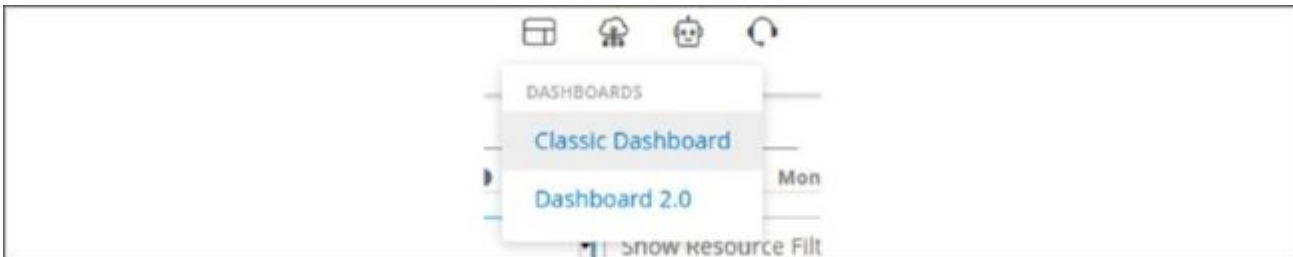 DASHBOARDS
Classic Dashboard
Dashboard 2.0
Mon
Show Resource Filt